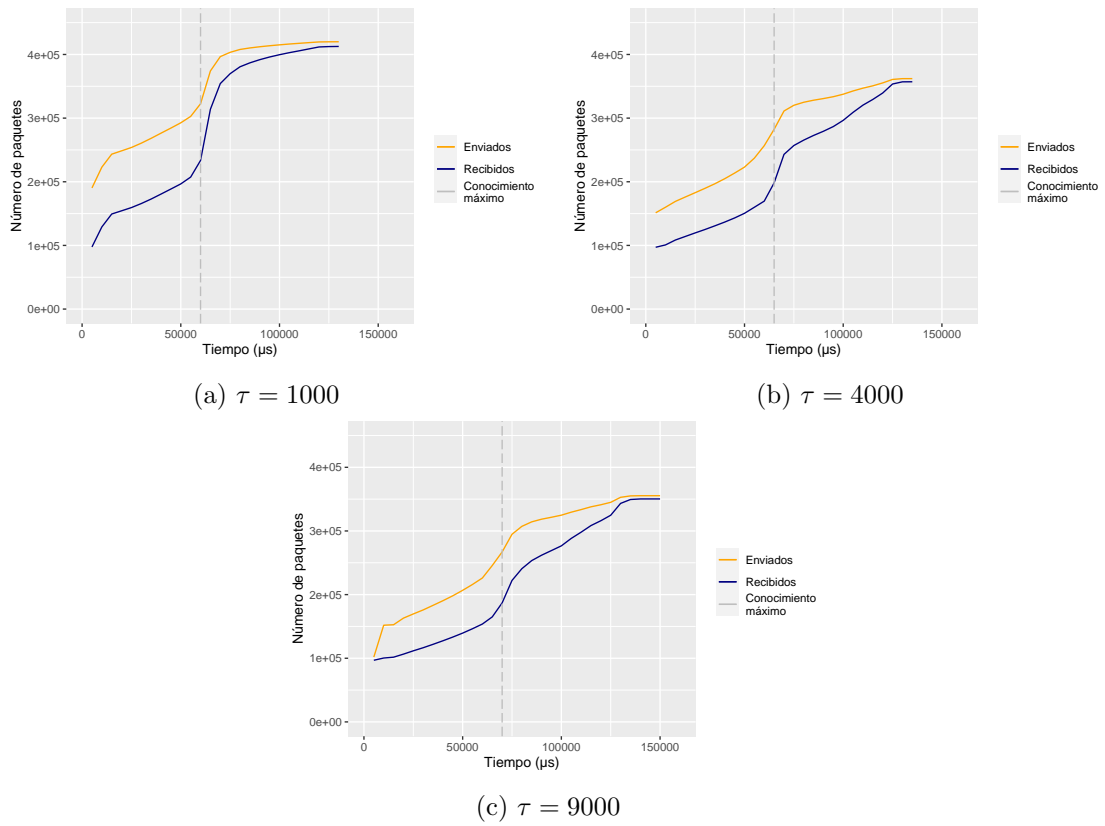 Número de paquetes
4e+05
3e+05
2e+05
1e+05
0e+00
0 50000 100000 150000
Tiempo (µs)
Enviados
Recibidos
Conocimiento
máximo
(a) τ = 1000
Número de paquetes
4e+05
3e+05
2e+05
1e+05
0e+00
0 50000 100000 150000
Tiempo (µs)
Enviados
Recibidos
Conocimiento
máximo
(b) τ = 4000
Número de paquetes
4e+05
3e+05
2e+05
1e+05
0e+00
0 50000 100000 150000
Tiempo (µs)
Enviados
Recibidos
Conocimiento
máximo
(c) τ = 9000